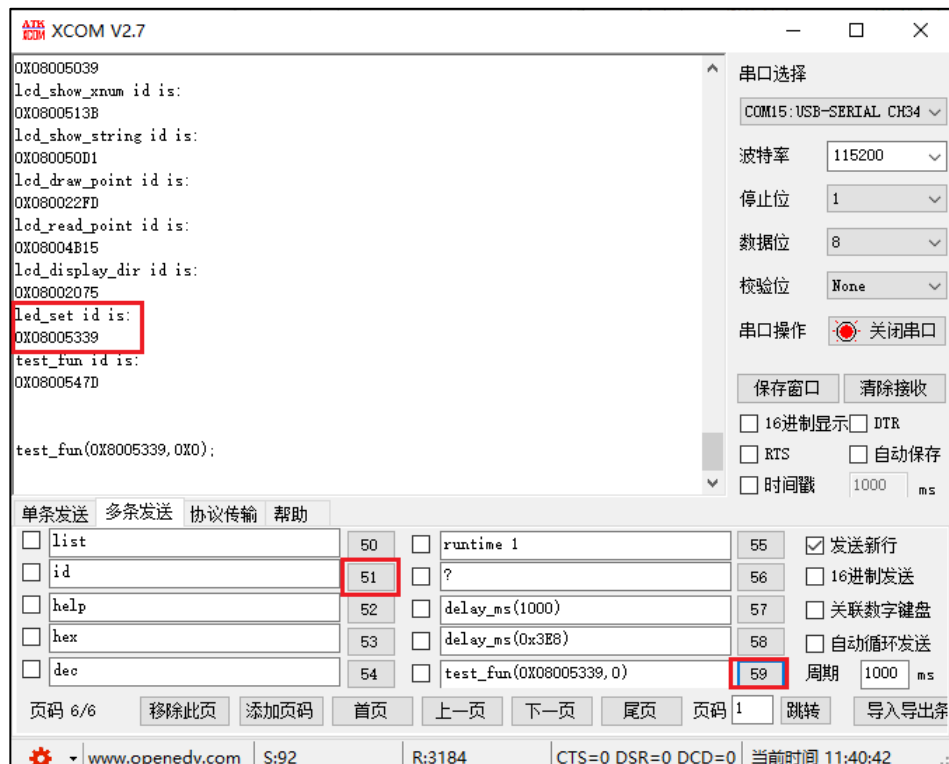 ATK XCOM XCOM V2.7
0X08005039
lcd_show_xnum id is:
0X0800513B
lcd_show_string id is:
0X080050D1
lcd_draw_point id is:
0X080022FD
lcd_read_point id is:
0X08004B15
lcd_display_dir id is:
0X08002075
led_set id is:
0X08005339
test_fun id is:
0X0800547D
test_fun(0X8005339,0X0);
串口选择
COM15:USB-SERIAL CH34
波特率 115200
停止位 1
数据位 8
校验位 None
串口操作 关闭串口
保存窗口 清除接收
16进制显示 DTR
RTS 自动保存
时间戳 1000 ms
单条发送 多条发送 协议传输 帮助
list 50 runtime 1 55 发送新行
id 51 ? 56 16进制发送
help 52 delay_ms(1000) 57 关联数字键盘
hex 53 delay_ms(0x3E8) 58 自动循环发送
dec 54 test_fun(0X08005339,0) 59 周期 1000 ms
页码 6/6 移除此页 添加页码 首页 上一页 下一页 尾页 页码 1 跳转 导入导出条
www.openedv.com S:92 R:3184 CTS=0 DSR=0 DCD=0 当前时间 11:40:42